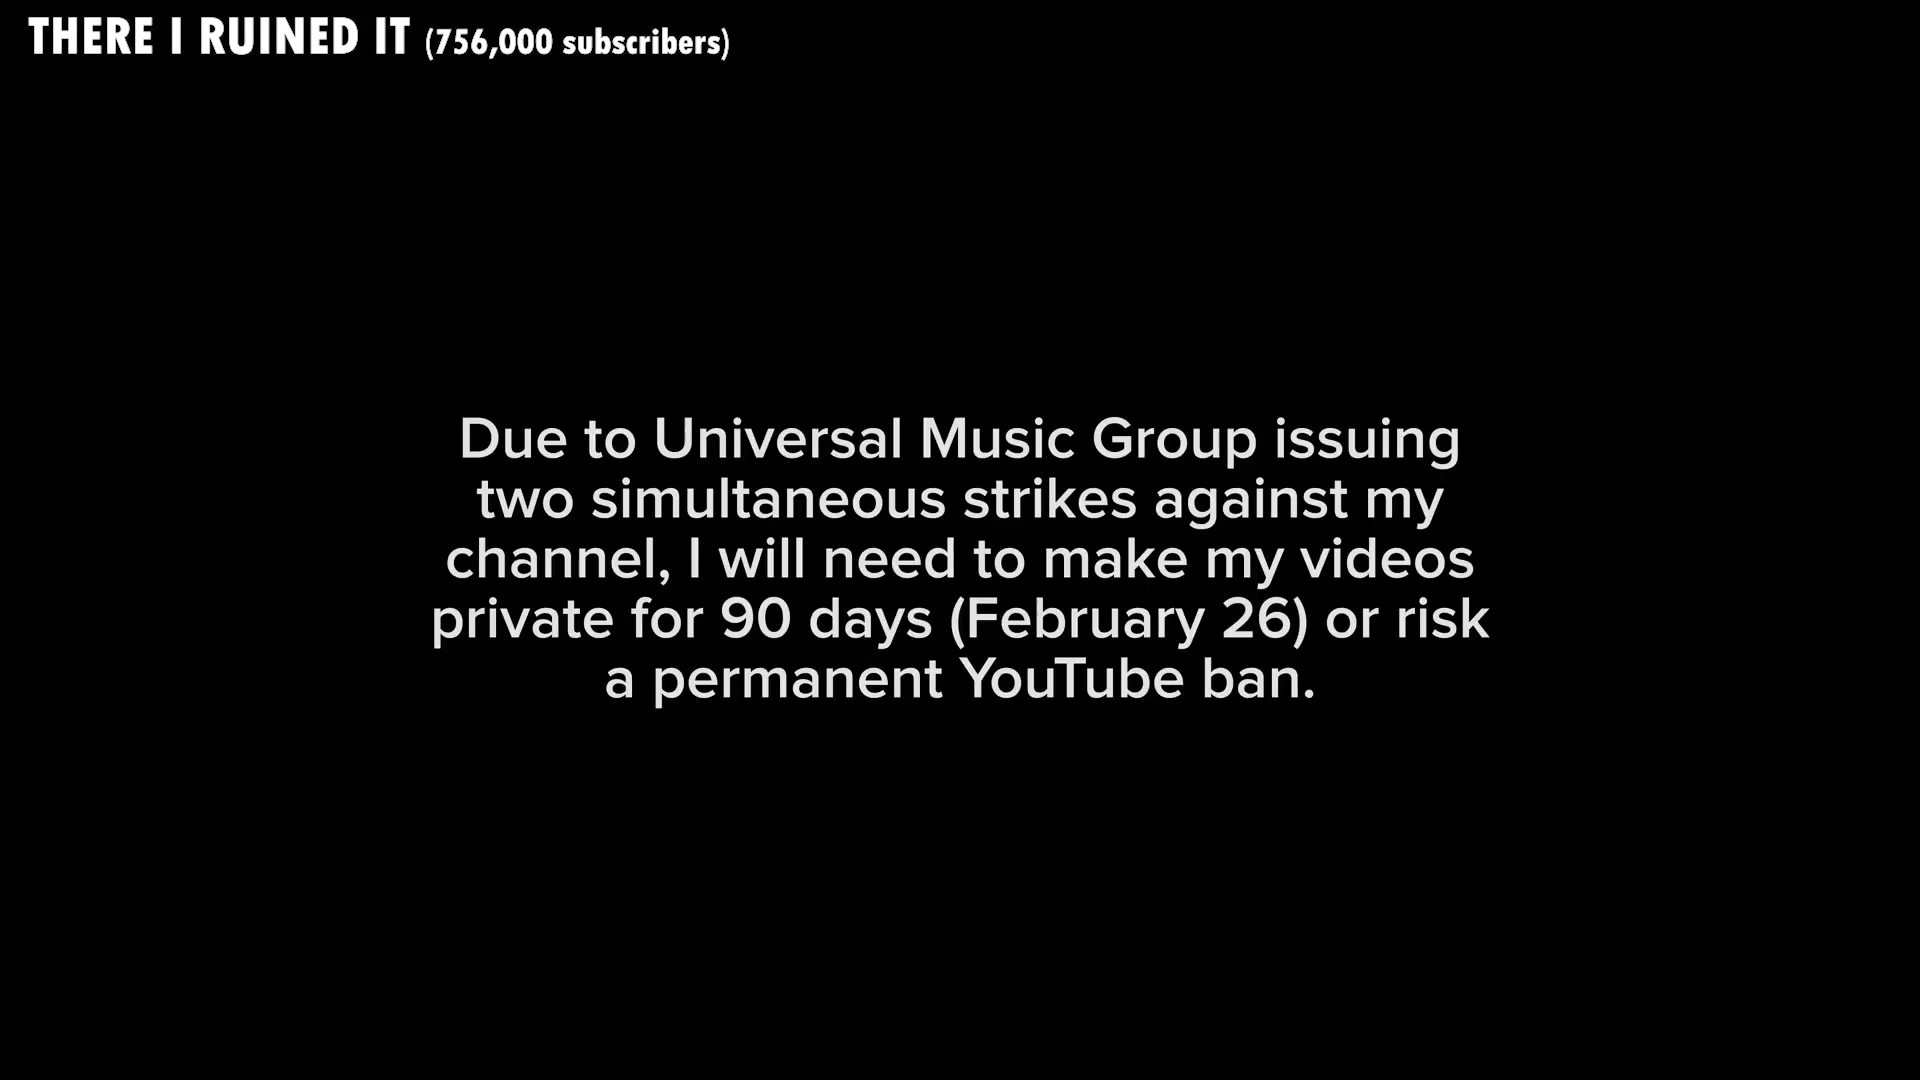 THERE I RUINED IT (756,000 subscribers)
Due to Universal Music Group issuing
two simultaneous strikes against my
channel, I will need to make my videos
private for 90 days (February 26) or risk
a permanent YouTube ban.